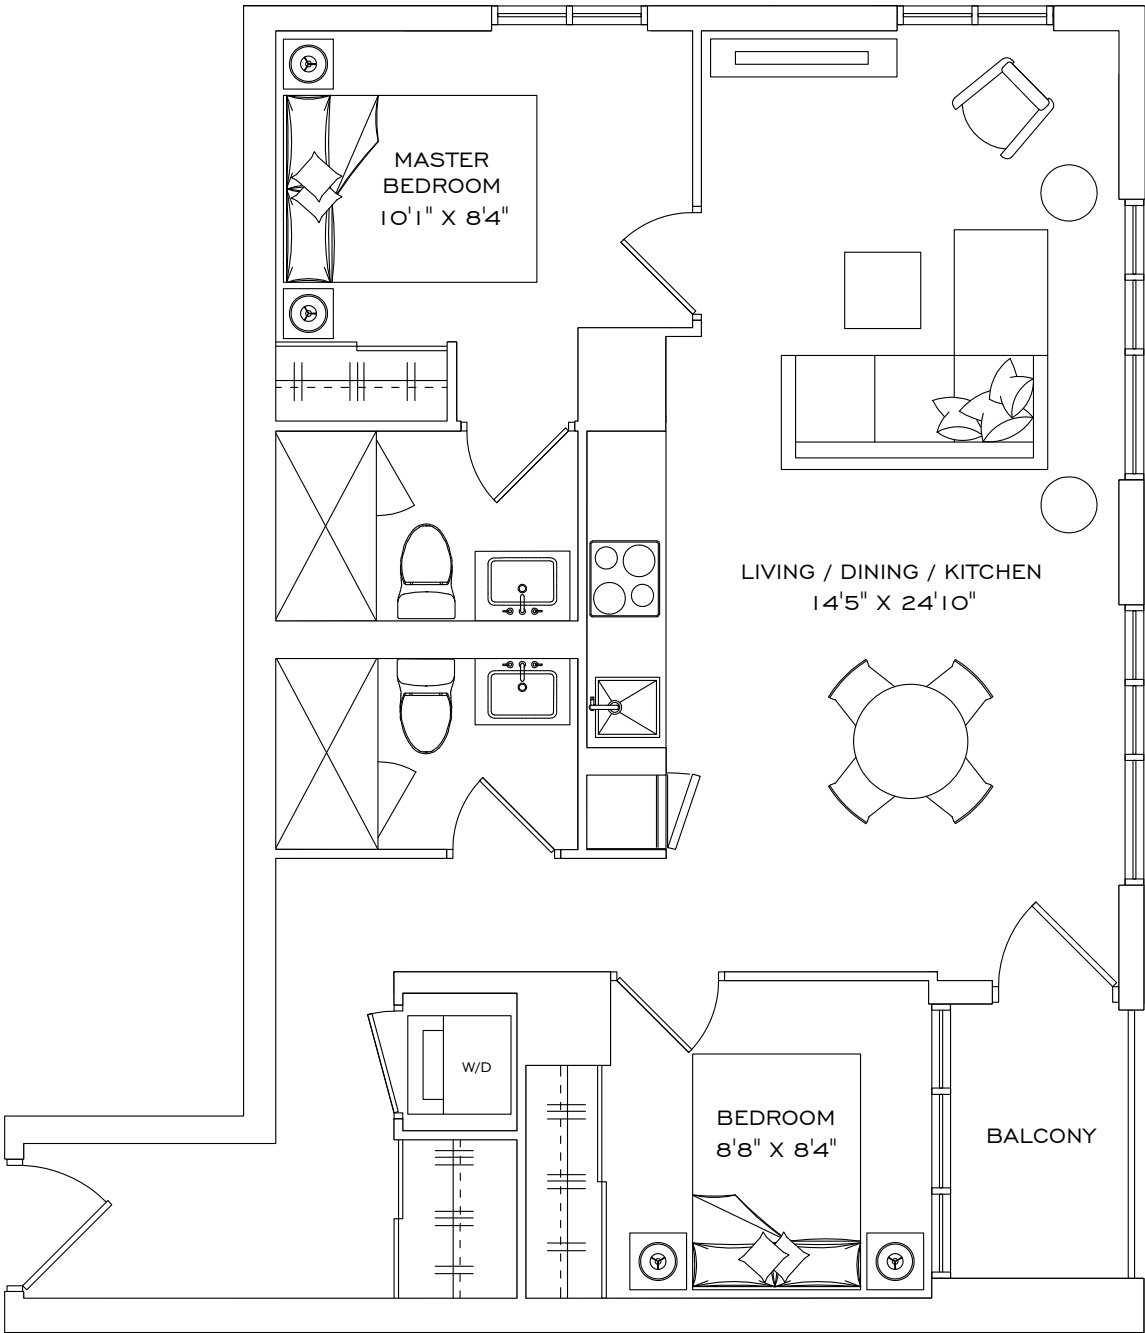 MASTER
BEDROOM
10'1" X 8'4"
LIVING / DINING / KITCHEN
14'5" X 24'10"
W/D
BEDROOM
8'8" X 8'4"
BALCONY